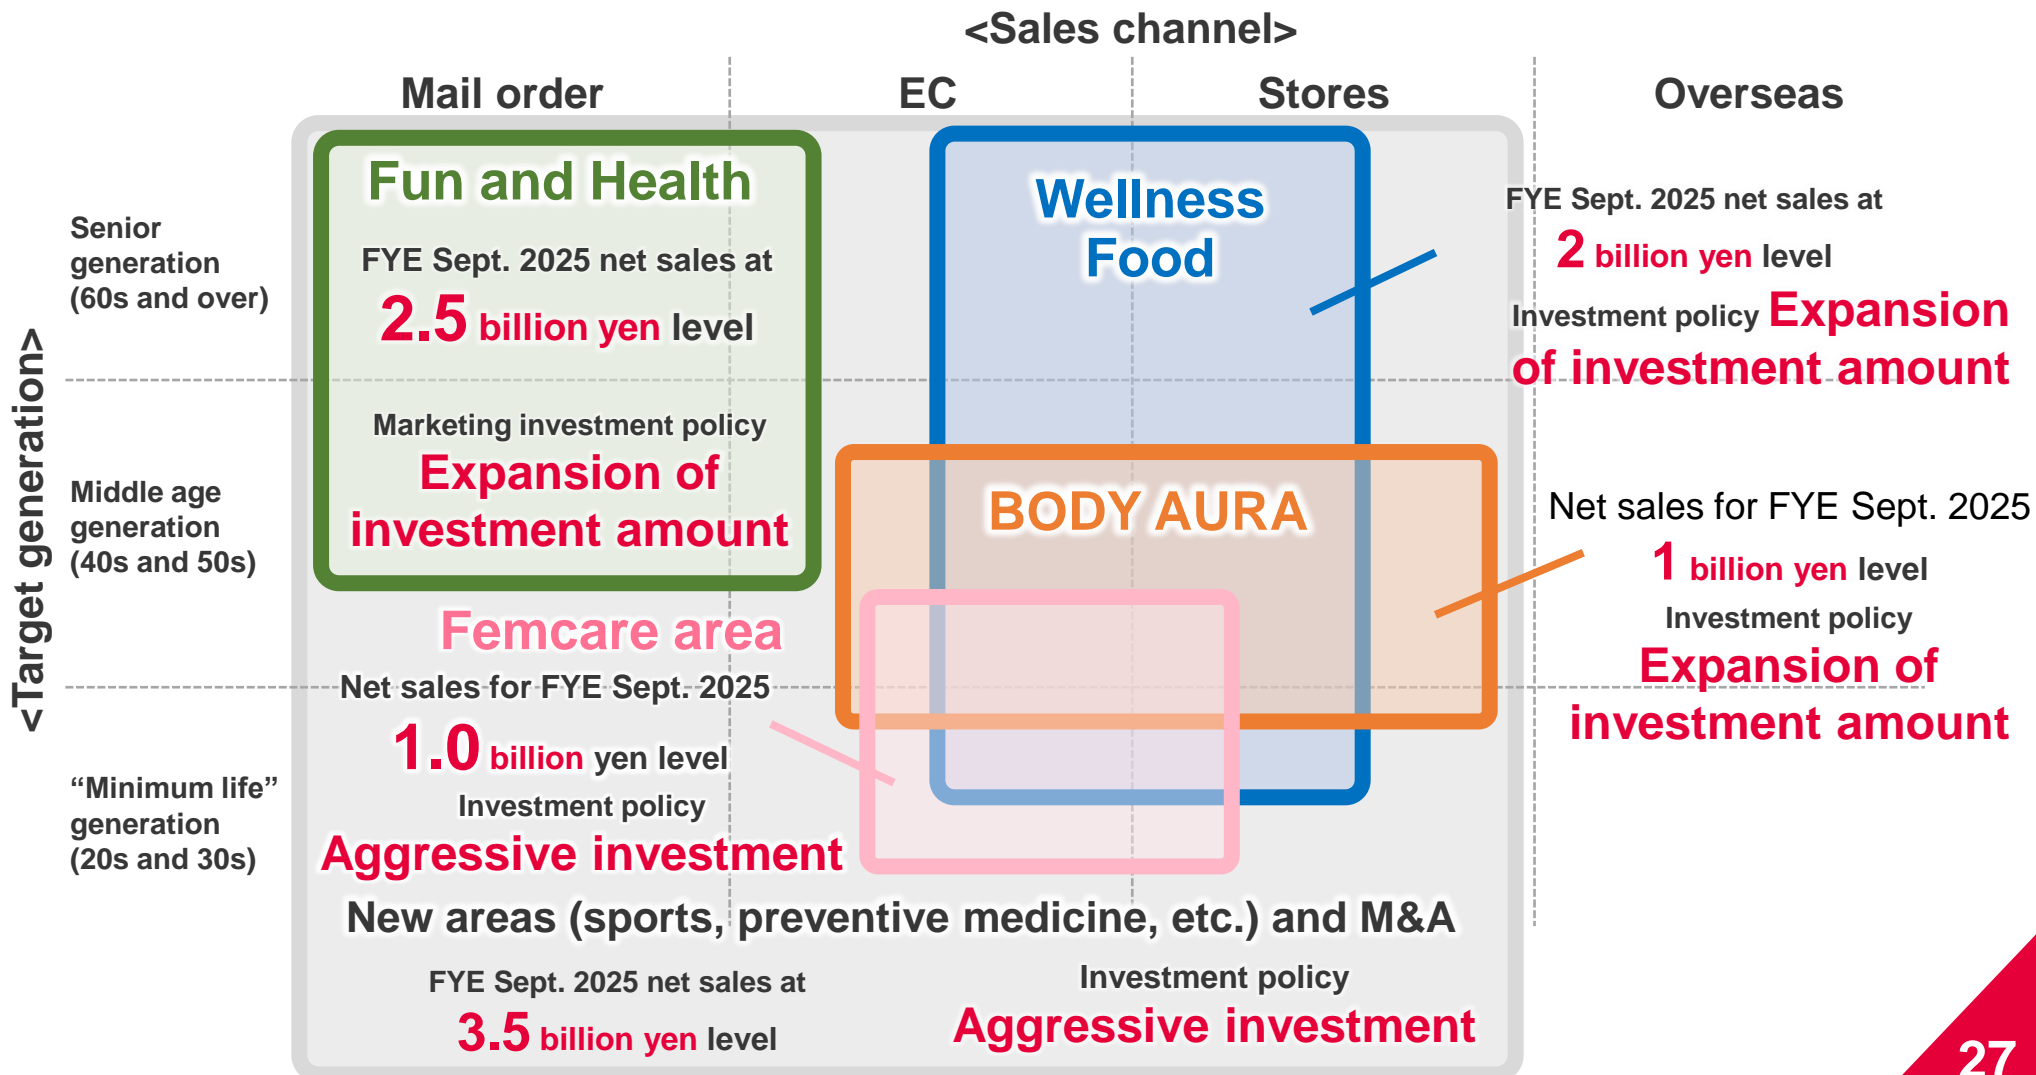 <Sales channel>
Mail order
EC
Stores
Overseas
<Target generation>
Senior
generation
(60s and over)
Middle age
generation
(40s and 50s)
“Minimum life”
generation
(20s and 30s)
Fun and Health
FYE Sept. 2025 net sales at
2.5 billion yen level
Marketing investment policy
Expansion of
investment amount
Wellness
Food
FYE Sept. 2025 net sales at
2 billion yen level
Investment policy Expansion
of investment amount
BODY AURA
Net sales for FYE Sept. 2025
1 billion yen level
Investment policy
Expansion of
investment amount
Femcare area
Net sales for FYE Sept. 2025
1.0 billion yen level
Investment policy
Aggressive investment
New areas (sports, preventive medicine, etc.) and M&A
FYE Sept. 2025 net sales at
3.5 billion yen level
Investment policy
Aggressive investment
27